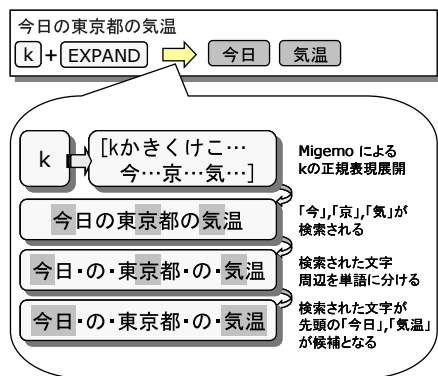 今日の東京都の気温
k + EXPAND 今日 気温
k
[kかきくけこ…
今…京…気…]
Migemo による
kの正規表現展開
今日の東京都の気温
「今」,「京」,「気」が
検索される
今日・の・東京都・の・気温
検索された文字
周辺を単語に分ける
今日・の・東京都・の・気温
検索された文字が
先頭の「今日」,「気温」
が候補となる